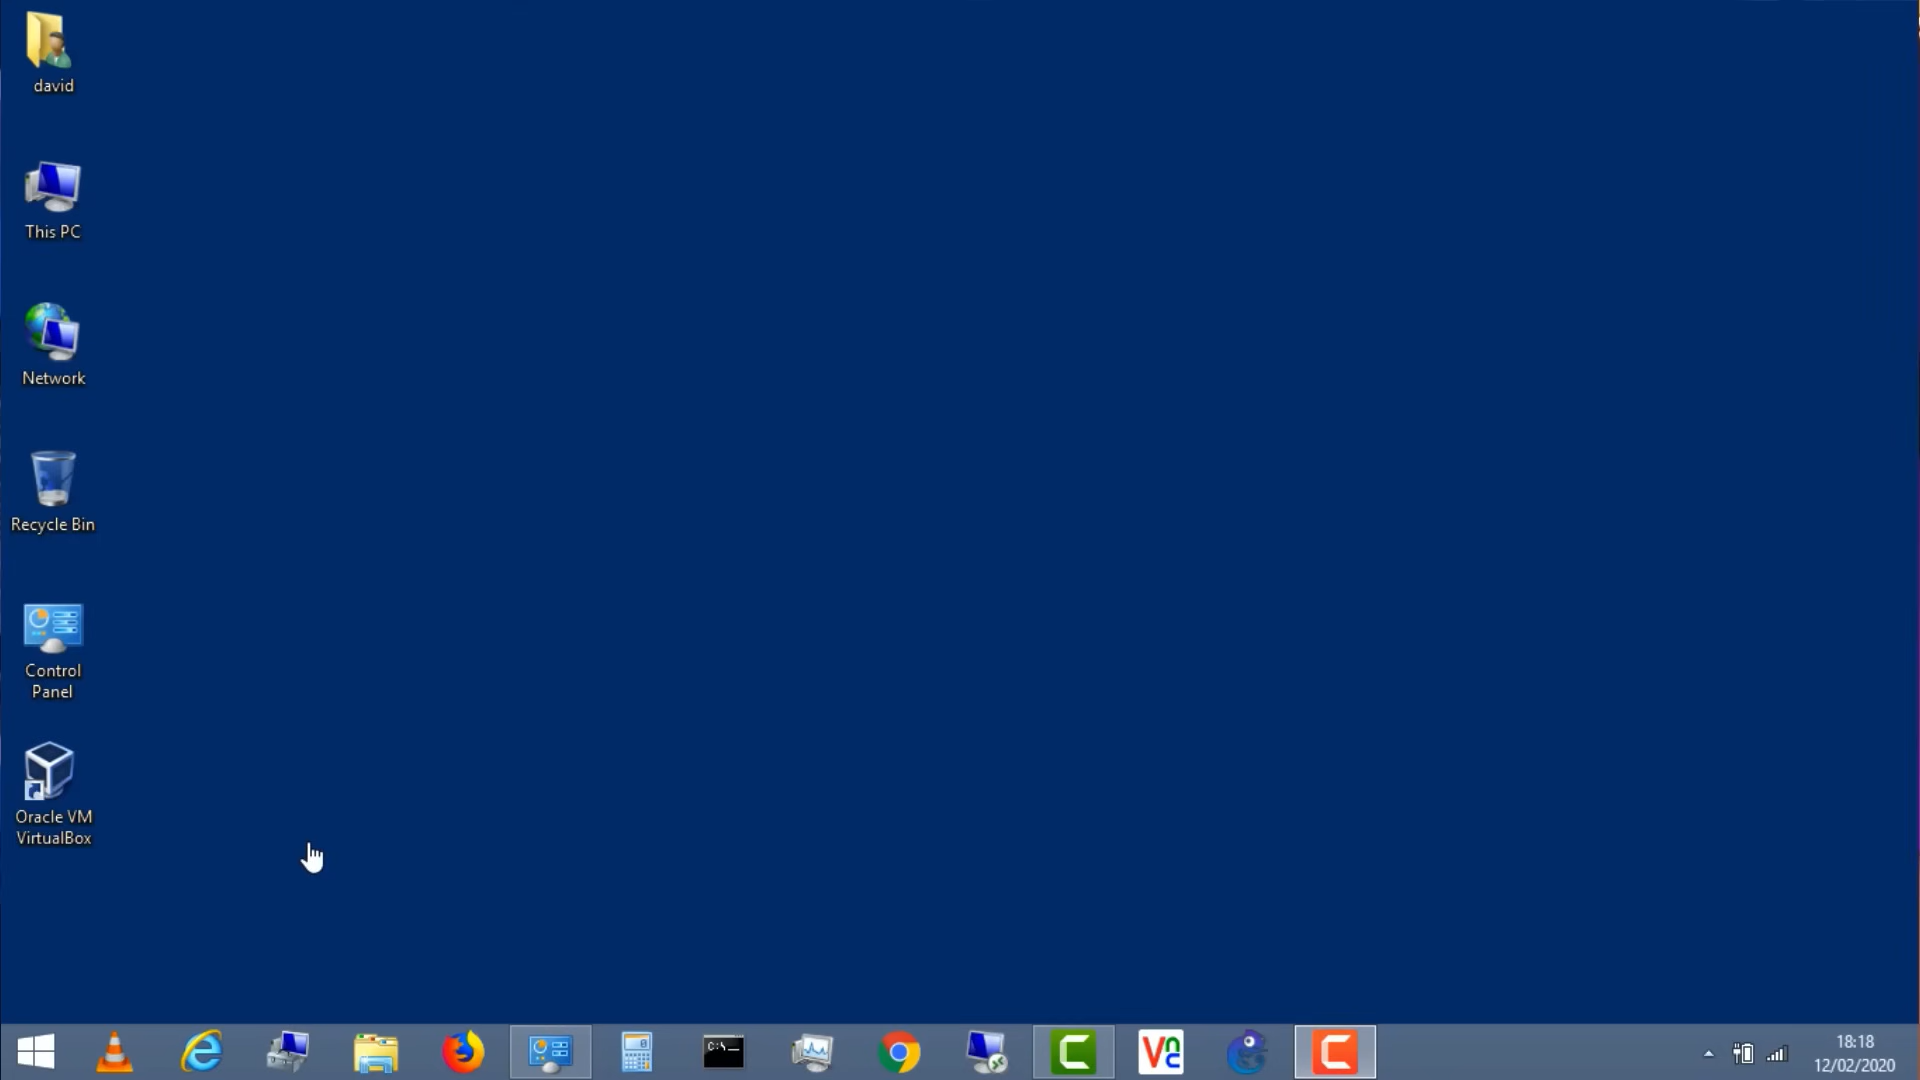 david
This PC
Network
Recycle Bin
Control
Panel
Oracle VM
VirtualBox
C:\_
V
18:18
12/02/2020